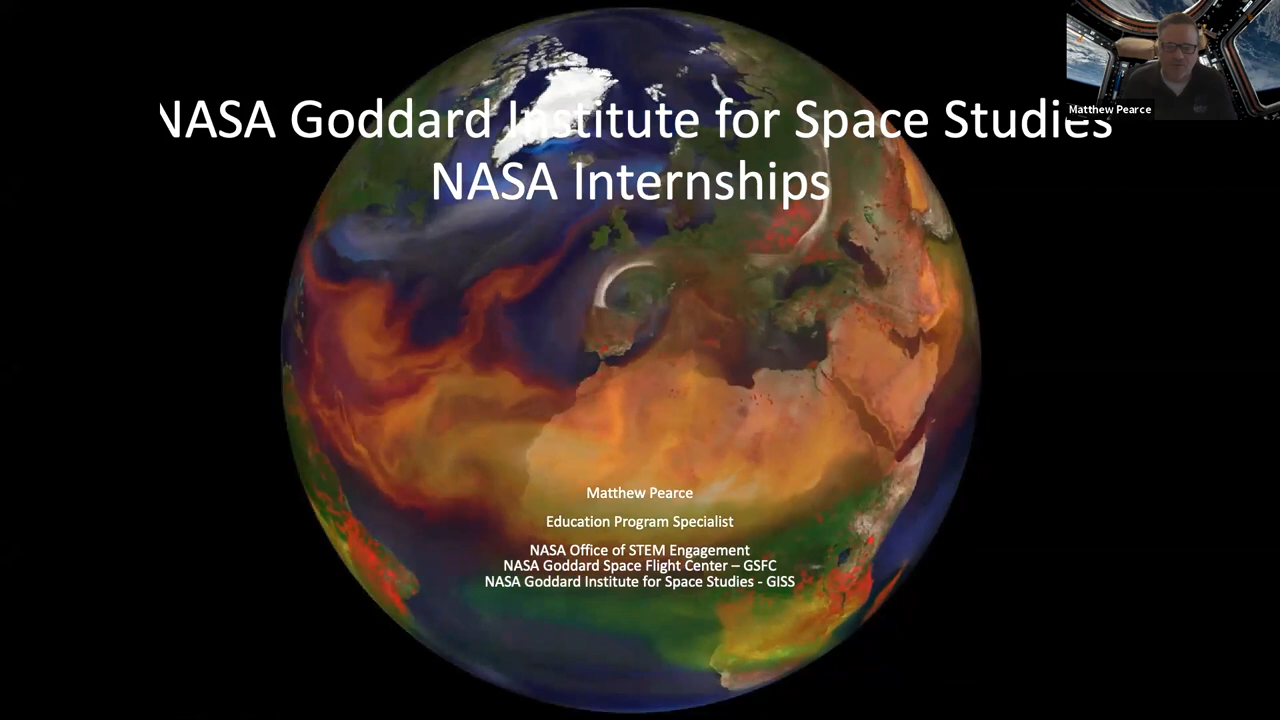 NASA Goddard Institute for Space Studies
NASA Internships
Matthew Pearce
Matthew Pearce
Education Program Specialist
NASA Office of STEM Engagement
NASA Goddard Space Flight Center – GSFC
NASA Goddard Institute for Space Studies - GISS